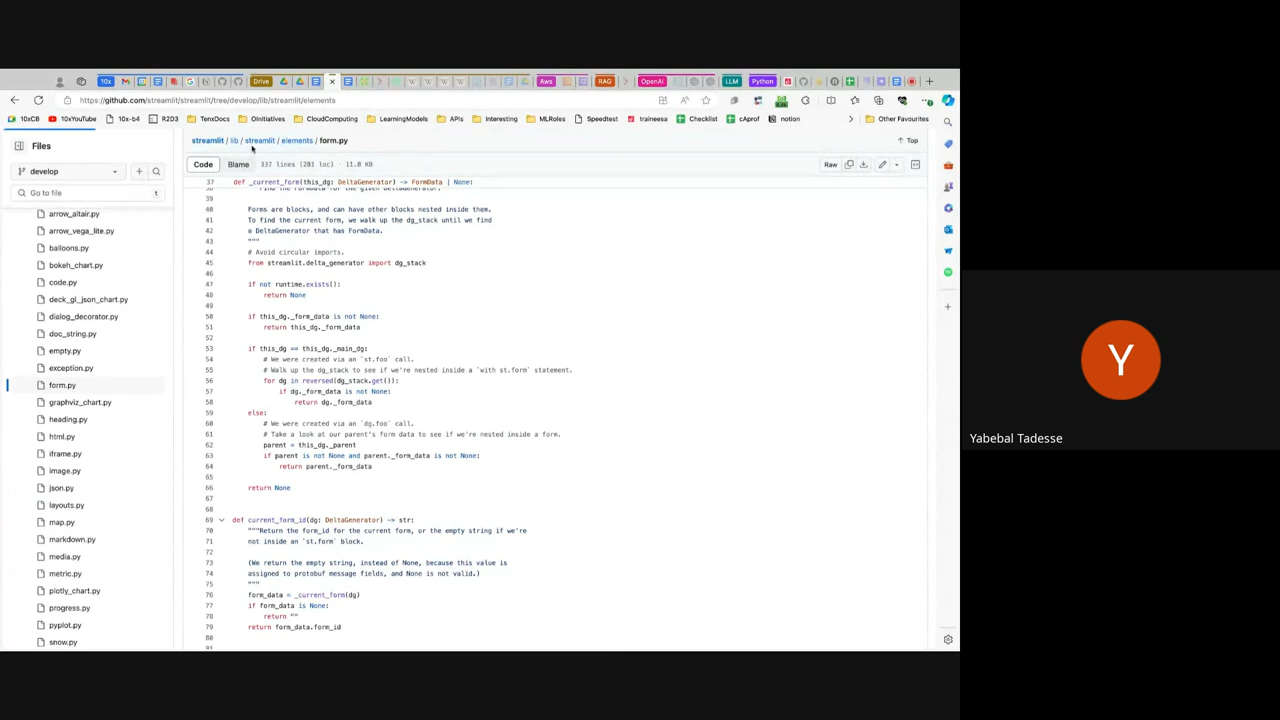 10x
Drive
Aws
RAG
OpenAI
LLM
Python
https://github.com/streamlit/streamlit/tree/develop/lib/streamlit/elements
10xCB
10xYouTube
10x-b4
R2D3
TenxDocs
OInitiatives
CloudComputing
LearningModels
APIs
Interesting
MLRoles
Speedtest
traineesa
Checklist
cAprof
notion
Other Favourites
Files
develop
Go to file
t
arrow_altair.py
arrow_vega_lite.py
balloons.py
bokeh_chart.py
code.py
deck_gl_json_chart.py
dialog_decorator.py
doc_string.py
empty.py
exception.py
form.py
graphviz_chart.py
heading.py
html.py
iframe.py
image.py
json.py
layouts.py
map.py
markdown.py
media.py
metric.py
plotly_chart.py
progress.py
pyplot.py
snow.py
streamlit / lib / streamlit / elements / form.py
Top
Code
Blame
337 lines (281 loc) · 11.0 KB
Raw
37 def _current_form(this_dg: DeltaGenerator) -> FormData | None:
38 """Find the FormData for the given DeltaGenerator.
39
40 Forms are blocks, and can have other blocks nested inside them.
41 To find the current form, we walk up the dg_stack until we find
42 a DeltaGenerator that has FormData.
43 """
44 # Avoid circular imports.
45 from streamlit.delta_generator import dg_stack
46
47 if not runtime.exists():
48 return None
49
50 if this_dg._form_data is not None:
51 return this_dg._form_data
52
53 if this_dg == this_dg._main_dg:
54 # We were created via an `st.foo` call.
55 # Walk up the dg_stack to see if we're nested inside a `with st.form` statement.
56 for dg in reversed(dg_stack.get()):
57 if dg._form_data is not None:
58 return dg._form_data
59 else:
60 # We were created via an `dg.foo` call.
61 # Take a look at our parent's form data to see if we're nested inside a form.
62 parent = this_dg._parent
63 if parent is not None and parent._form_data is not None:
64 return parent._form_data
65
66 return None
67
68
69 def current_form_id(dg: DeltaGenerator) -> str:
70 """Return the form_id for the current form, or the empty string if we're
71 not inside an `st.form` block.
72
73 (We return the empty string, instead of None, because this value is
74 assigned to protobuf message fields, and None is not valid.)
75 """
76 form_data = _current_form(dg)
77 if form_data is None:
78 return ""
79 return form_data.form_id
80
Y
Yabebal Tadesse